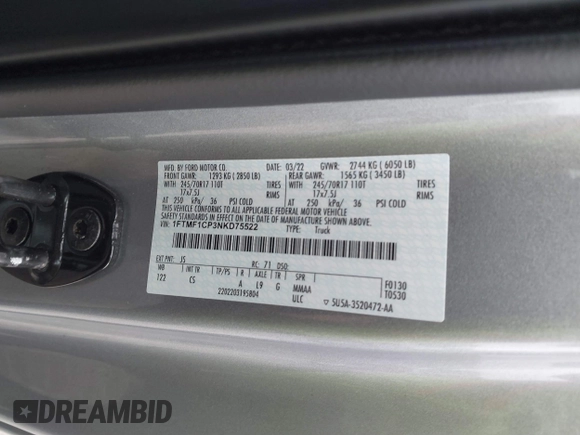 MFD. BY FORD MOTOR CO. DATE: 03/22 GVWR: 2744 KG ( 6050 LB)
FRONT GAWR: 1293 KG ( 2850 LB) REAR GAWR: 1565 KG ( 3450 LB)
WITH 245/70R17 110T TIRES WITH 245/70R17 110T TIRES
17x7.5J RIMS 17x7.5J RIMS
AT 250 kPa/ 36 PSI COLD AT 250 kPa/ 36 PSI COLD
THIS VEHICLE CONFORMS TO ALL APPLICABLE FEDERAL MOTOR VEHICLE
SAFETY STANDARDS IN EFFECT ON THE DATE OF MANUFACTURE SHOWN ABOVE.
VIN: 1FTMF1CP3NKD75522 TYPE: Truck
EXT PNT: JS RC: 71 DSO: F0130
WB INT TR TP/PS R AXLE TR SPR T0530
122 CS A L9 G MMAA
ULC
2202203195804 ▽ 5U5A-3520472-AA
DREAMBID